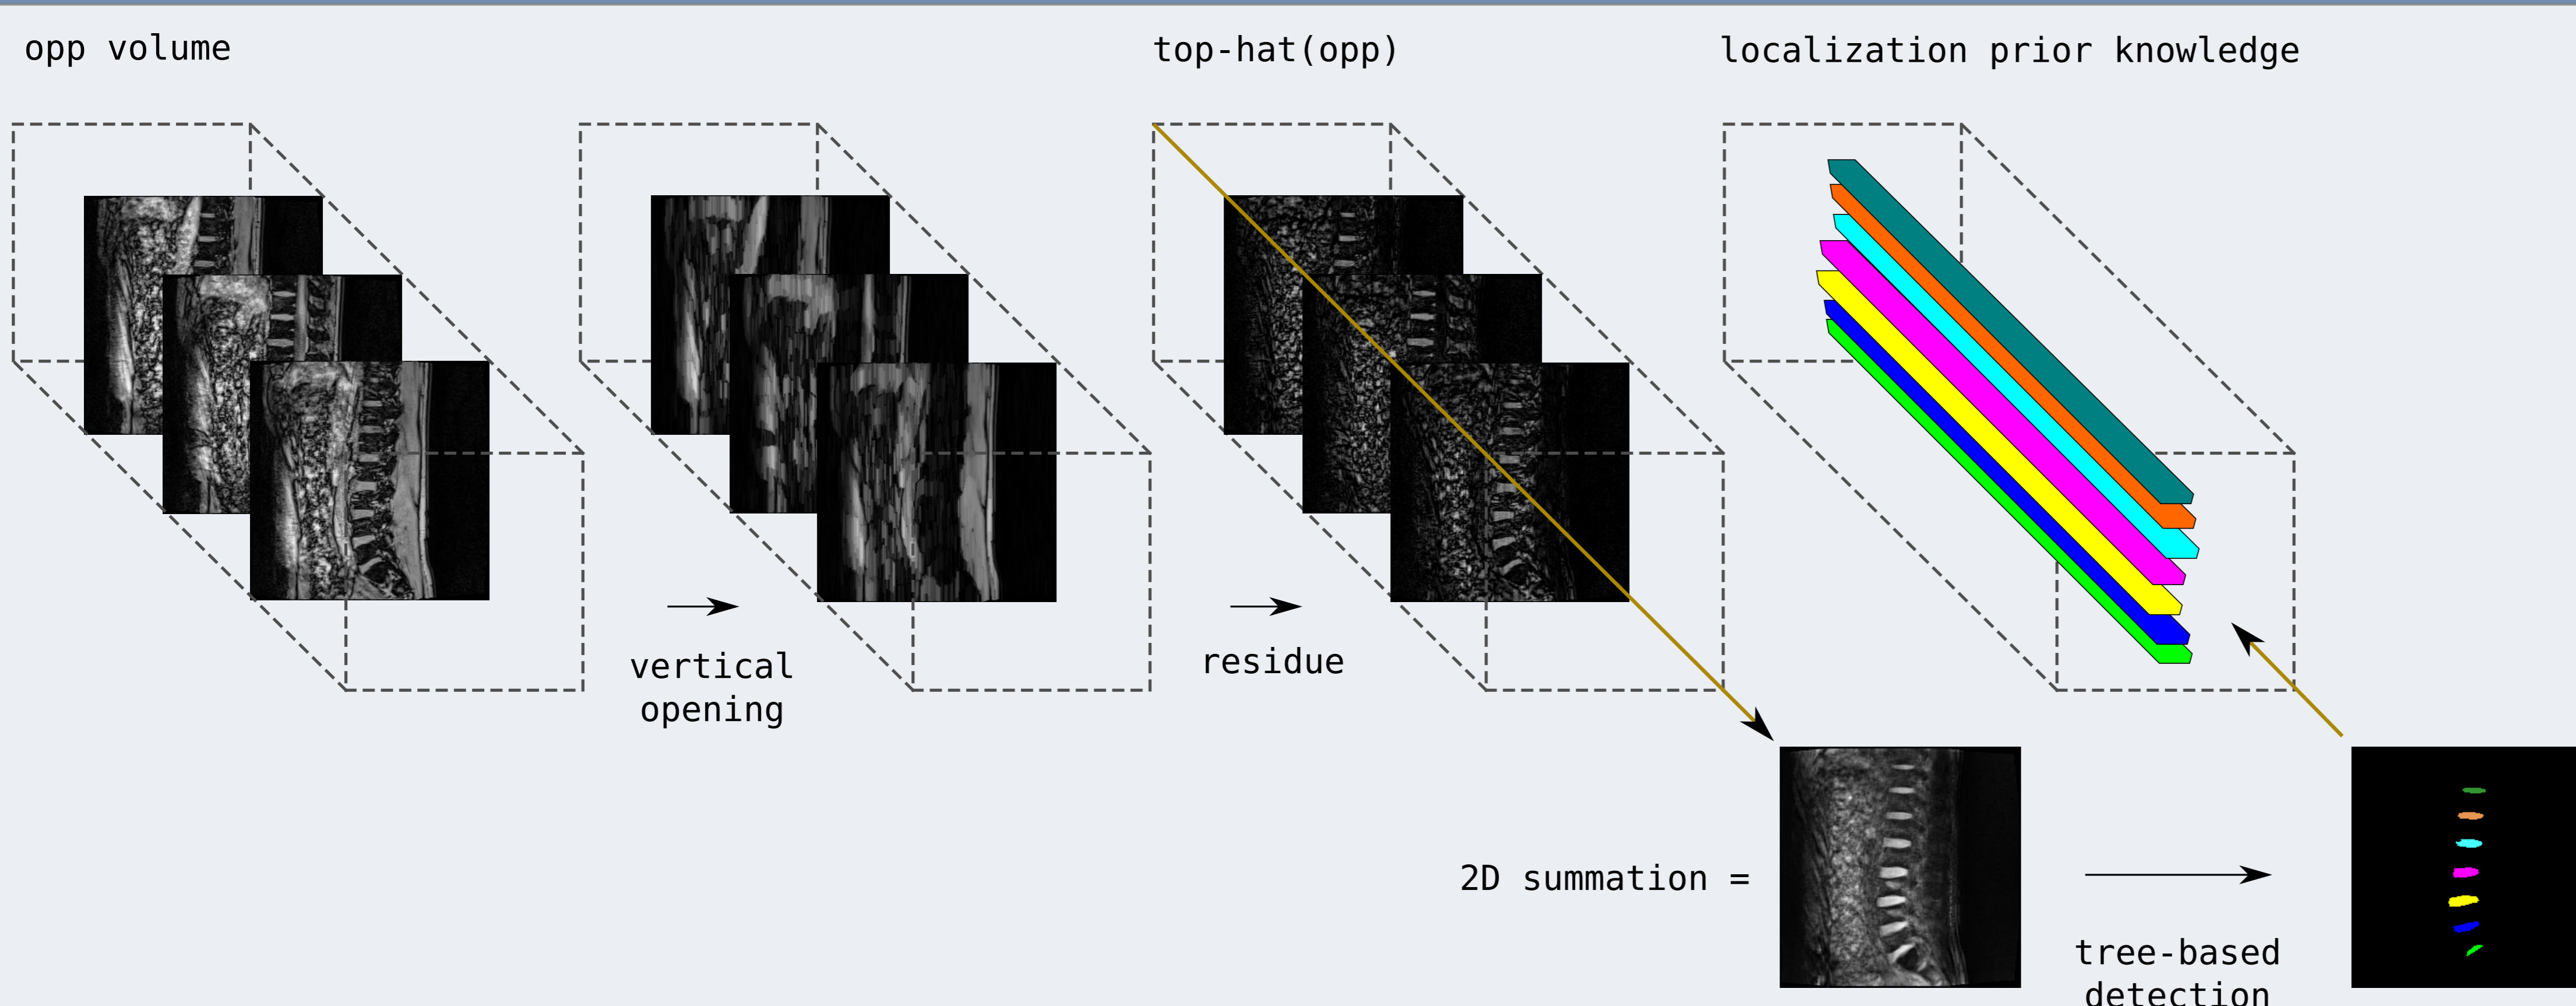 opp volume
top-hat(opp)
localization prior knowledge
vertical
opening
residue
2D summation =
tree-based
detection